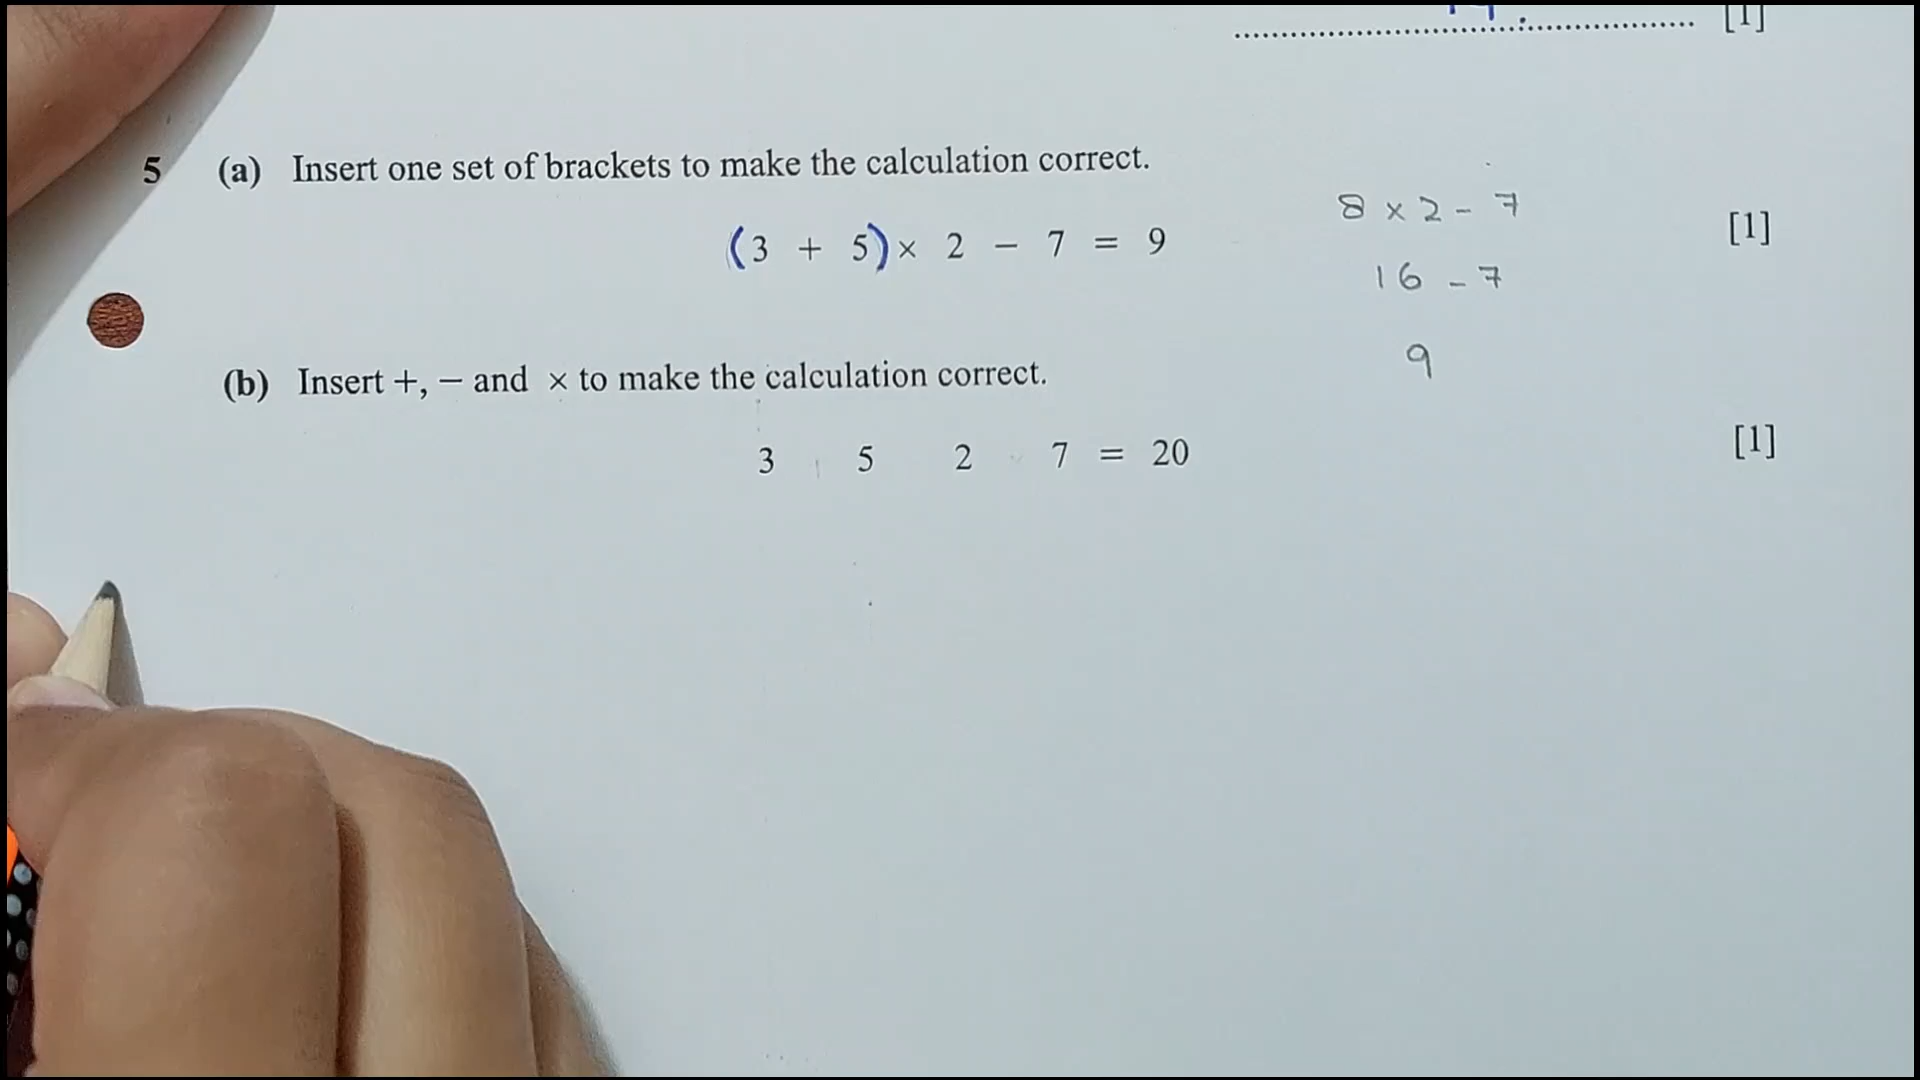 [1]
5 (a) Insert one set of brackets to make the calculation correct.
(3 + 5) × 2 − 7 = 9 [1]
8 × 2 − 7
16 − 7
9
(b) Insert +, − and × to make the calculation correct.
3 5 2 7 = 20 [1]